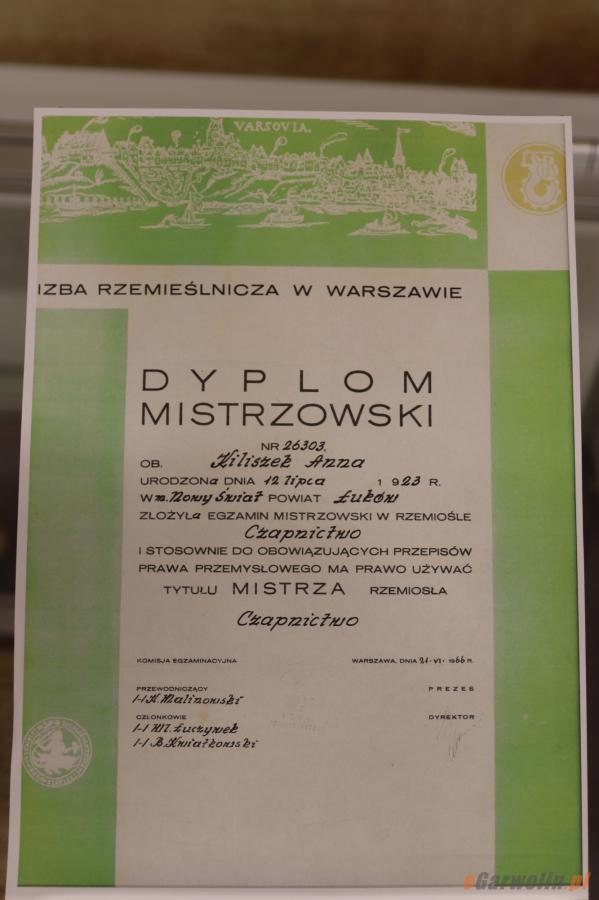 VARSOVIA.
IZBA RZEMIEŚLNICZA W WARSZAWIE
DYPLOM
MISTRZOWSKI
NR 26303.
OB. Kiliszek Anna
URODZONa DNIA 12 lipca 1923 R.
W m. Nowy Świat POWIAT Łuków
ZŁOŻYŁa EGZAMIN MISTRZOWSKI W RZEMIOŚLE
Czapnictwo
I STOSOWNIE DO OBOWIĄZUJĄCYCH PRZEPISÓW
PRAWA PRZEMYSŁOWEGO MA PRAWO UŻYWAĆ
TYTUŁU MISTRZA RZEMIOSŁA
Czapnictwo
KOMISJA EGZAMINACYJNA WARSZAWA, DNIA 21·VI· 1966 R.
PRZEWODNICZĄCY PREZES
/-/ K. Malinowski
CZŁONKOWIE DYREKTOR
/-/ Wł. Łuczywek
/-/ B. Kwiatkowski
eGarwolin.pl